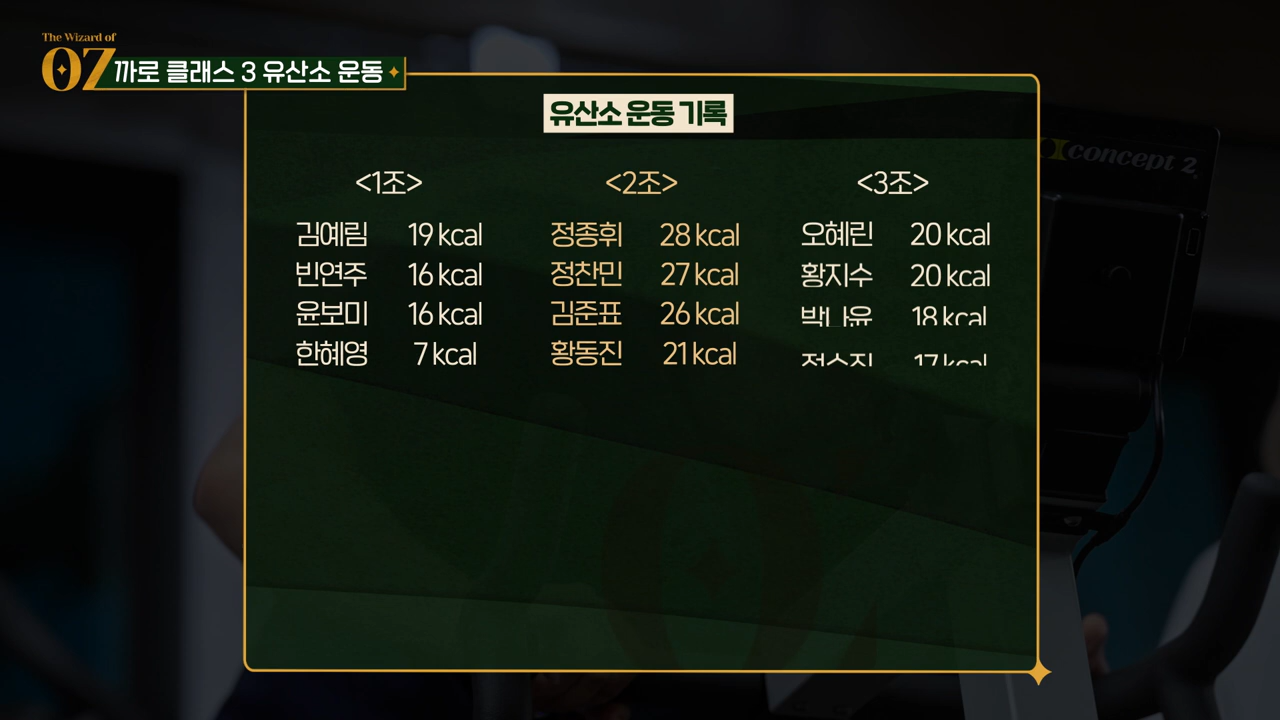 The Wizard of
OZ 까로 클래스 3 유산소 운동
유산소 운동 기록
concept 2
<1조>
김예림 19 kcal
빈연주 16 kcal
윤보미 16 kcal
한혜영 7 kcal
<2조>
정종휘 28 kcal
정찬민 27 kcal
김준표 26 kcal
황동진 21 kcal
<3조>
오혜린 20 kcal
황지수 20 kcal
18 kcal
17 kcal